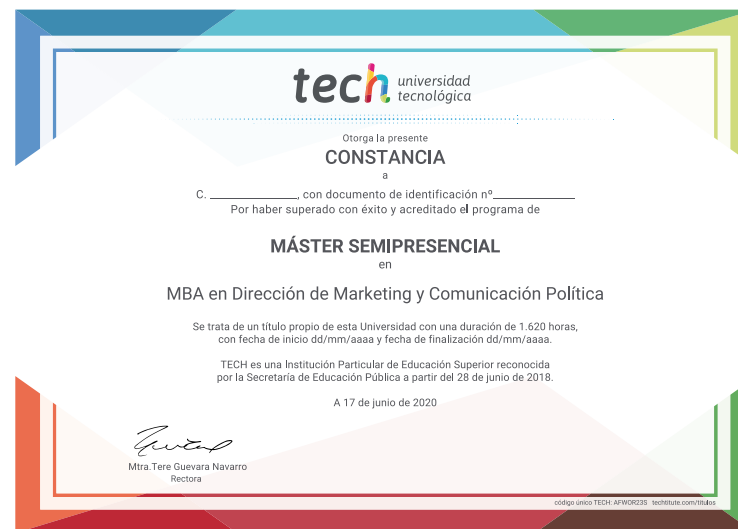 tech universidad
tecnológica
Otorga la presente
CONSTANCIA
a
C. ______________, con documento de identificación nº______________
Por haber superado con éxito y acreditado el programa de
MÁSTER SEMIPRESENCIAL
en
MBA en Dirección de Marketing y Comunicación Política
Se trata de un título propio de esta Universidad con una duración de 1.620 horas,
con fecha de inicio dd/mm/aaaa y fecha de finalización dd/mm/aaaa.
TECH es una Institución Particular de Educación Superior reconocida
por la Secretaría de Educación Pública a partir del 28 de junio de 2018.
A 17 de junio de 2020
Mtra.Tere Guevara Navarro
Rectora
código único TECH: AFWOR23S techtitute.com/titulos